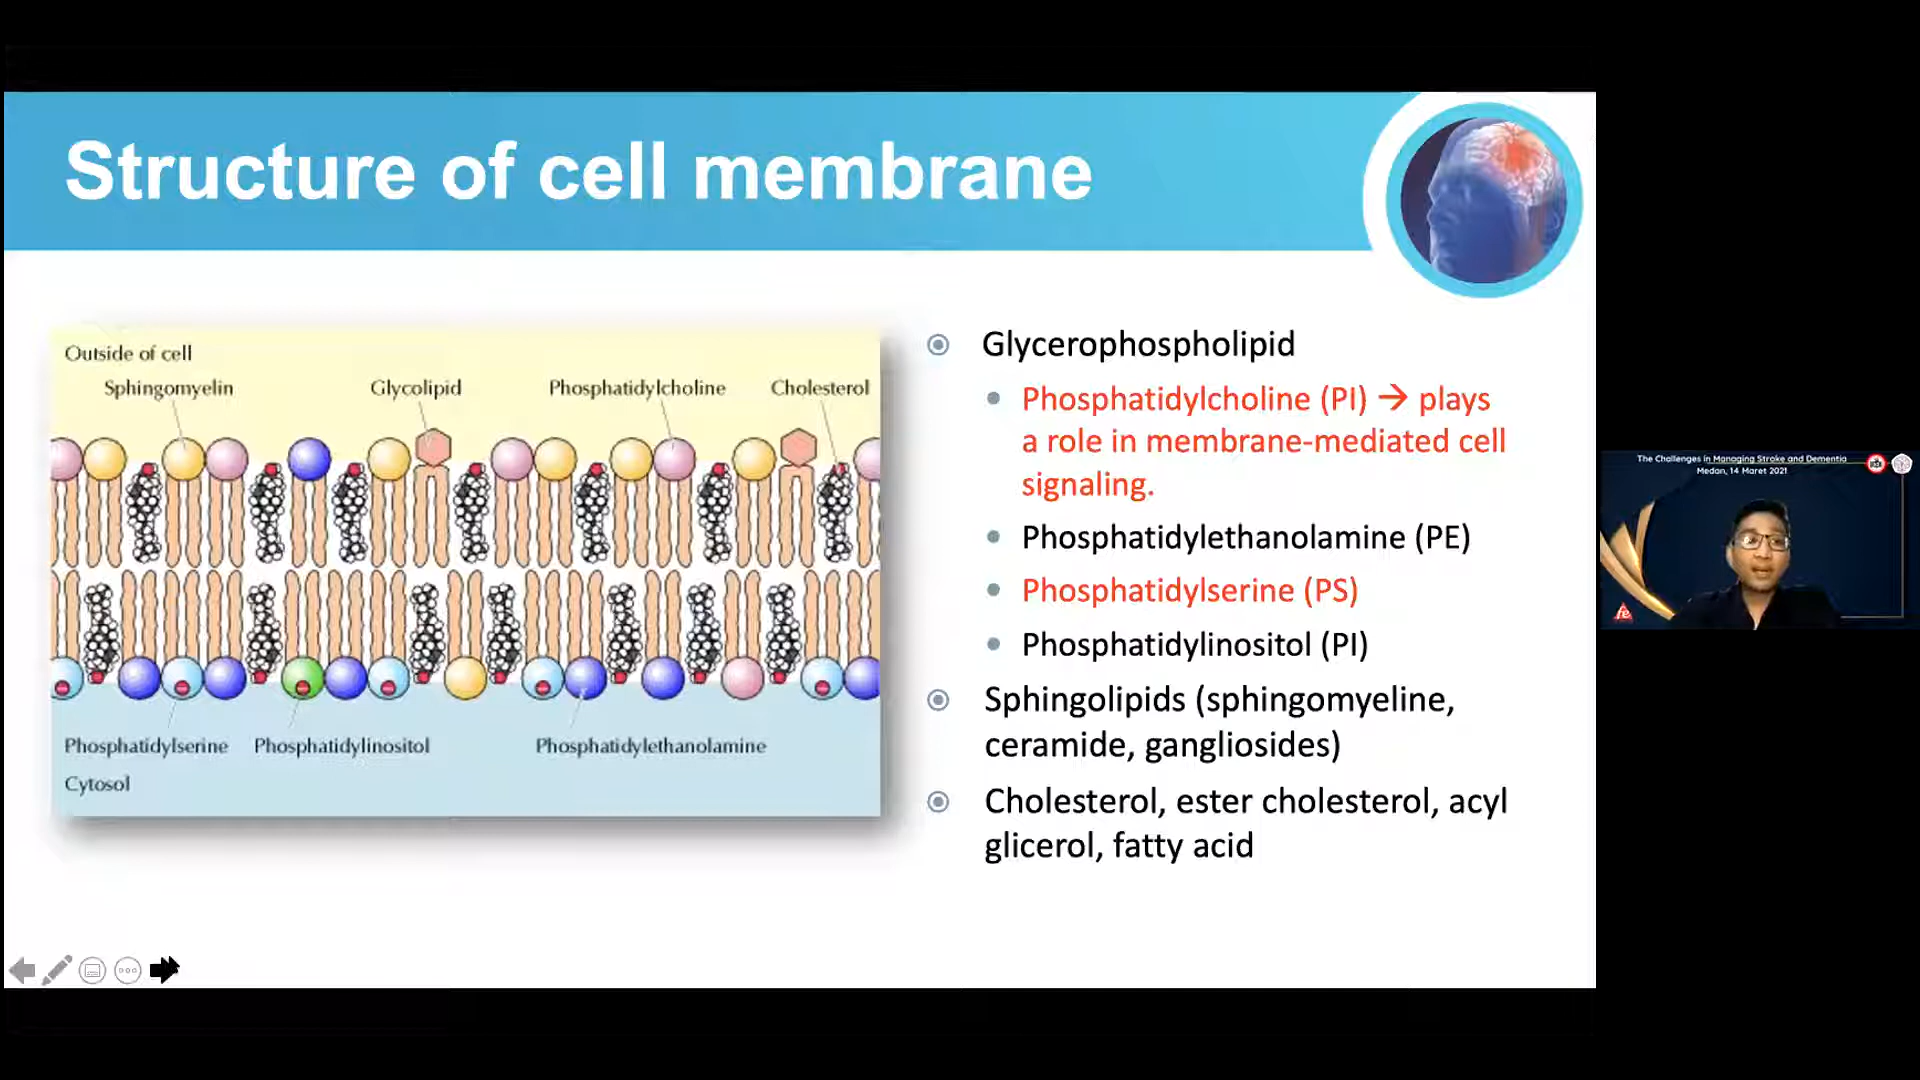 Structure of cell membrane
Outside of cell
Sphingomyelin Glycolipid Phosphatidylcholine Cholesterol
Phosphatidylserine Phosphatidylinositol Phosphatidylethanolamine
Cytosol
Glycerophospholipid
Phosphatidylcholine (PI) → plays
a role in membrane-mediated cell
signaling.
Phosphatidylethanolamine (PE)
Phosphatidylserine (PS)
Phosphatidylinositol (PI)
Sphingolipids (sphingomyeline,
ceramide, gangliosides)
Cholesterol, ester cholesterol, acyl
glicerol, fatty acid
The Challenges in Managing Stroke and Dementia
Medan, 14 Maret 2021